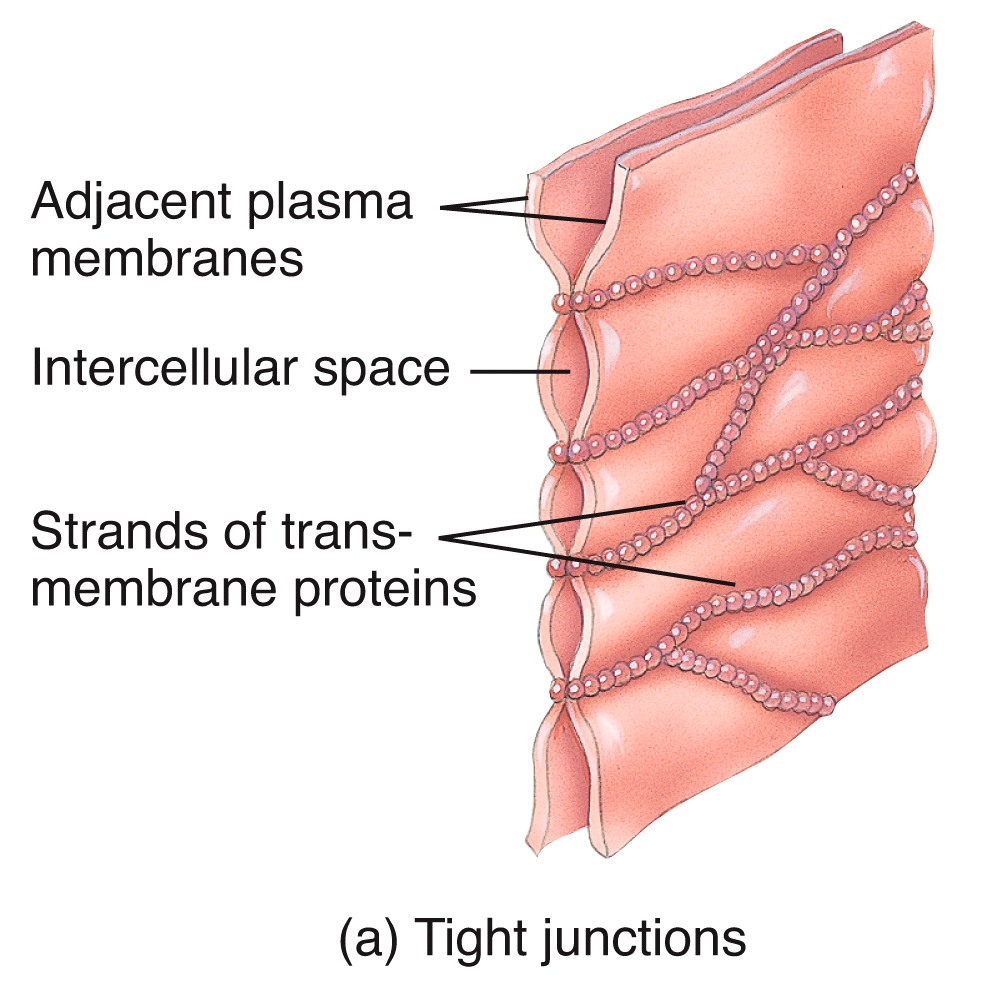 Adjacent plasma
membranes
Intercellular space
Strands of trans-
membrane proteins
(a) Tight junctions